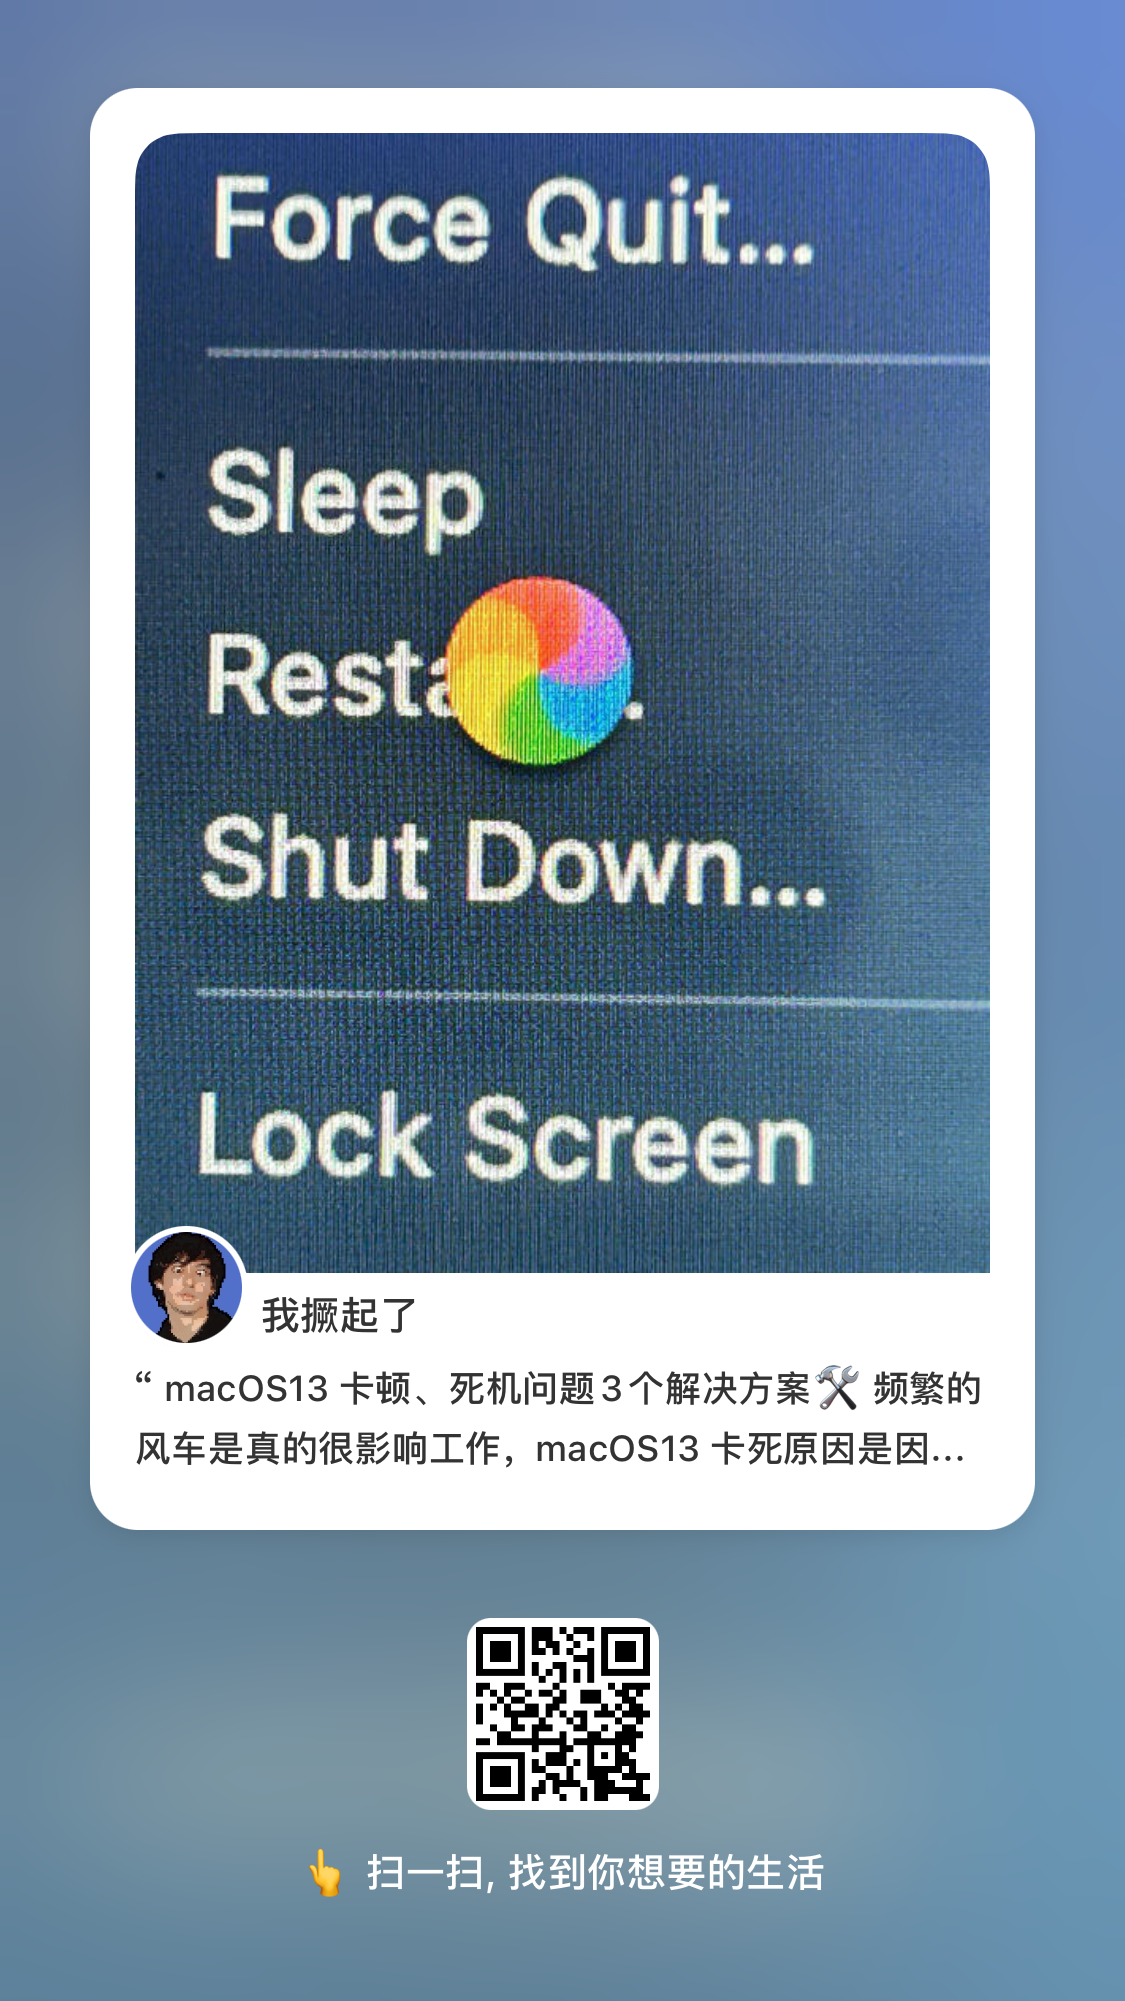 Force Quit...
Sleep
Resta
Shut Down...
Lock Screen
我撅起了
“ macOS13 卡顿、死机问题3个解决方案🛠️ 频繁的
风车是真的很影响工作，macOS13 卡死原因是因...
👆 扫一扫, 找到你想要的生活